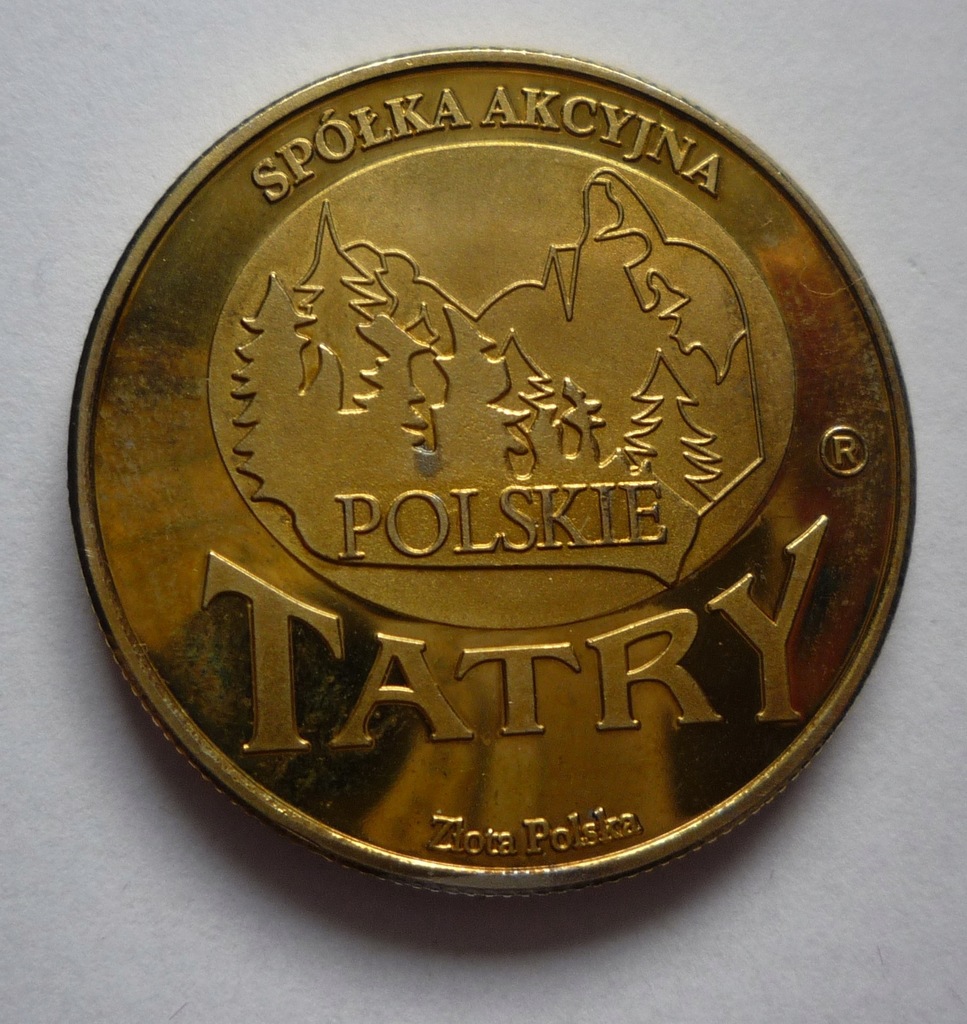 SPÓŁKA AKCYJNA
POLSKIE
®
TATRY
Złota Polska